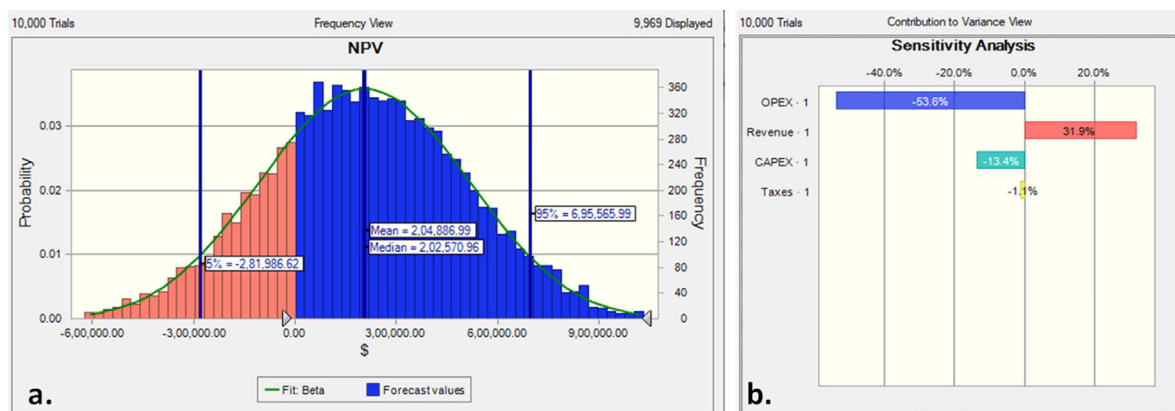 10,000 Trials Frequency View 9,969 Displayed
NPV
0.03
0.02
0.01
0.00
Probability
360
320
280
240
200
160
120
80
40
0
Frequency
95% = 6,95,565.99
Mean = 2,04,886.99
Median = 2,02,570.96
5% = -2,81,986.62
-6,00,000.00 -3,00,000.00 0.00 3,00,000.00 6,00,000.00 9,00,000.00
$
Fit: Beta Forecast values
a.
10,000 Trials Contribution to Variance View
Sensitivity Analysis
-40.0% -20.0% 0.0% 20.0%
OPEX · 1 -53.6%
Revenue · 1 31.9%
CAPEX · 1 -13.4%
Taxes · 1 -1.1%
b.